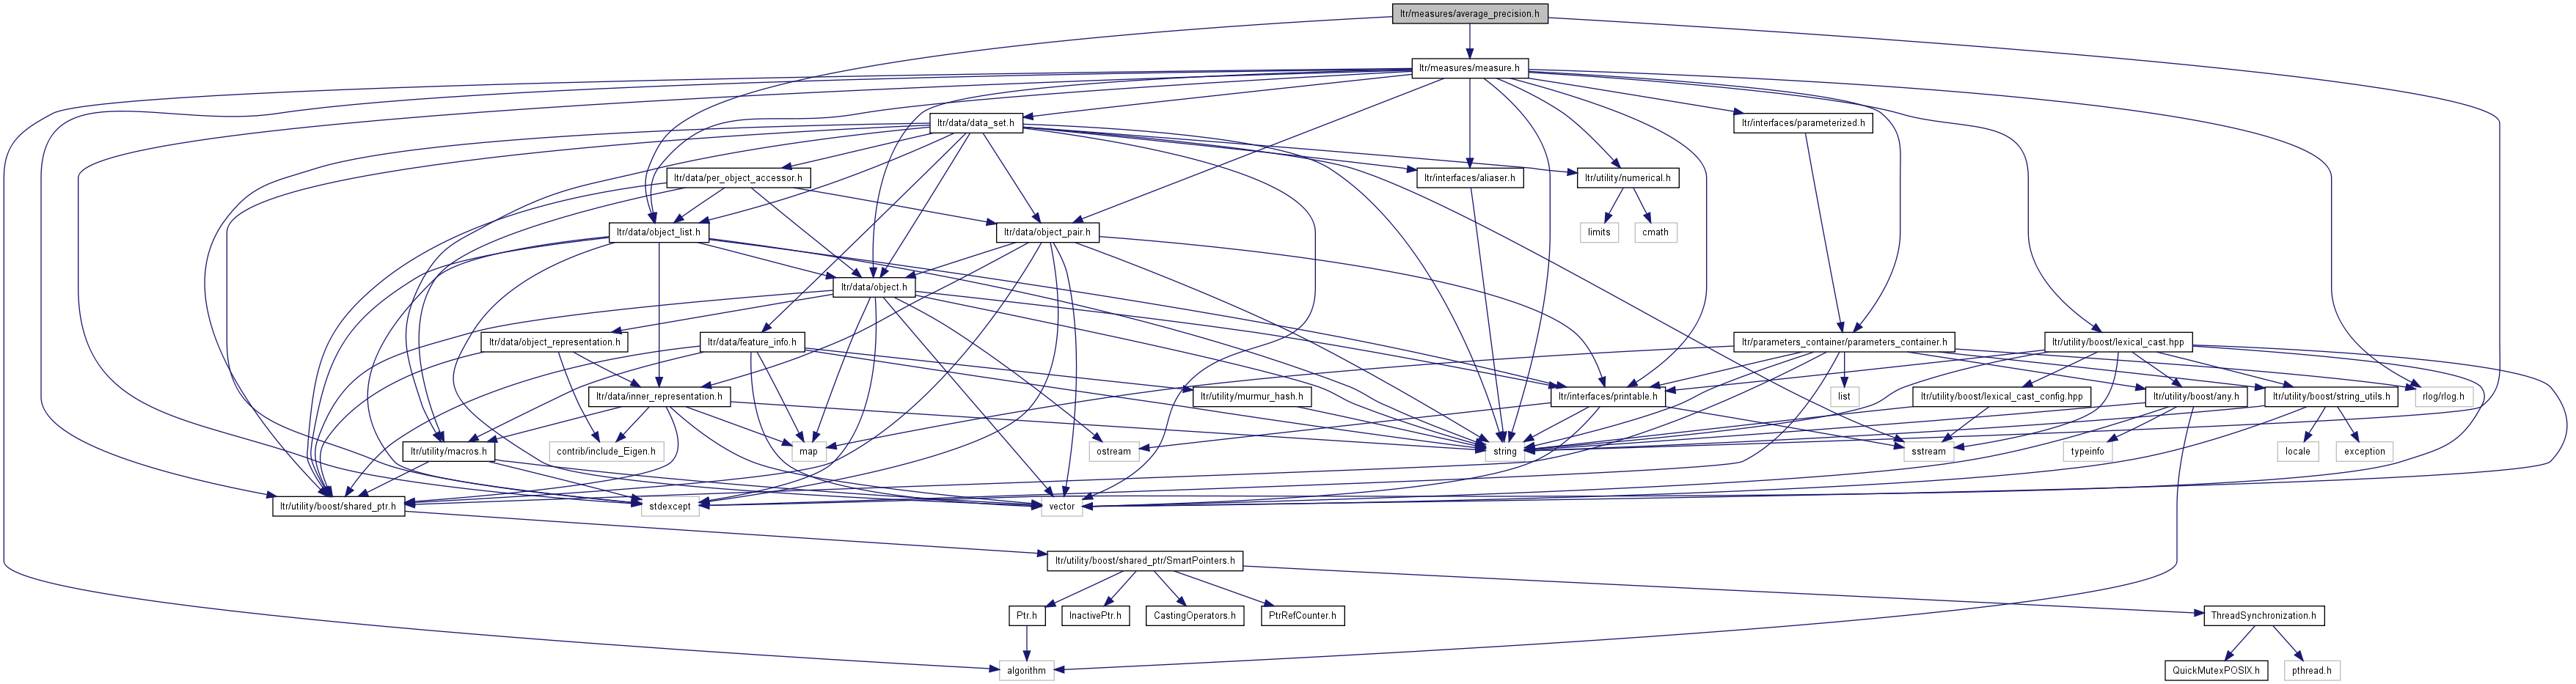 ltr/measures/average_precision.h
ltr/measures/measure.h
ltr/data/data_set.h
ltr/interfaces/parameterized.h
ltr/data/per_object_accessor.h
ltr/interfaces/aliaser.h
ltr/utility/numerical.h
ltr/data/object_list.h
ltr/data/object_pair.h
limits
cmath
ltr/data/object.h
ltr/data/object_representation.h
ltr/data/feature_info.h
ltr/parameters_container/parameters_container.h
ltr/utility/boost/lexical_cast.hpp
ltr/data/inner_representation.h
ltr/utility/murmur_hash.h
ltr/interfaces/printable.h
list
ltr/utility/boost/lexical_cast_config.hpp
ltr/utility/boost/any.h
ltr/utility/boost/string_utils.h
rlog/rlog.h
ltr/utility/macros.h
contrib/include_Eigen.h
map
ostream
string
sstream
typeinfo
locale
exception
ltr/utility/boost/shared_ptr.h
stdexcept
vector
ltr/utility/boost/shared_ptr/SmartPointers.h
Ptr.h
InactivePtr.h
CastingOperators.h
PtrRefCounter.h
ThreadSynchronization.h
algorithm
QuickMutexPOSIX.h
pthread.h